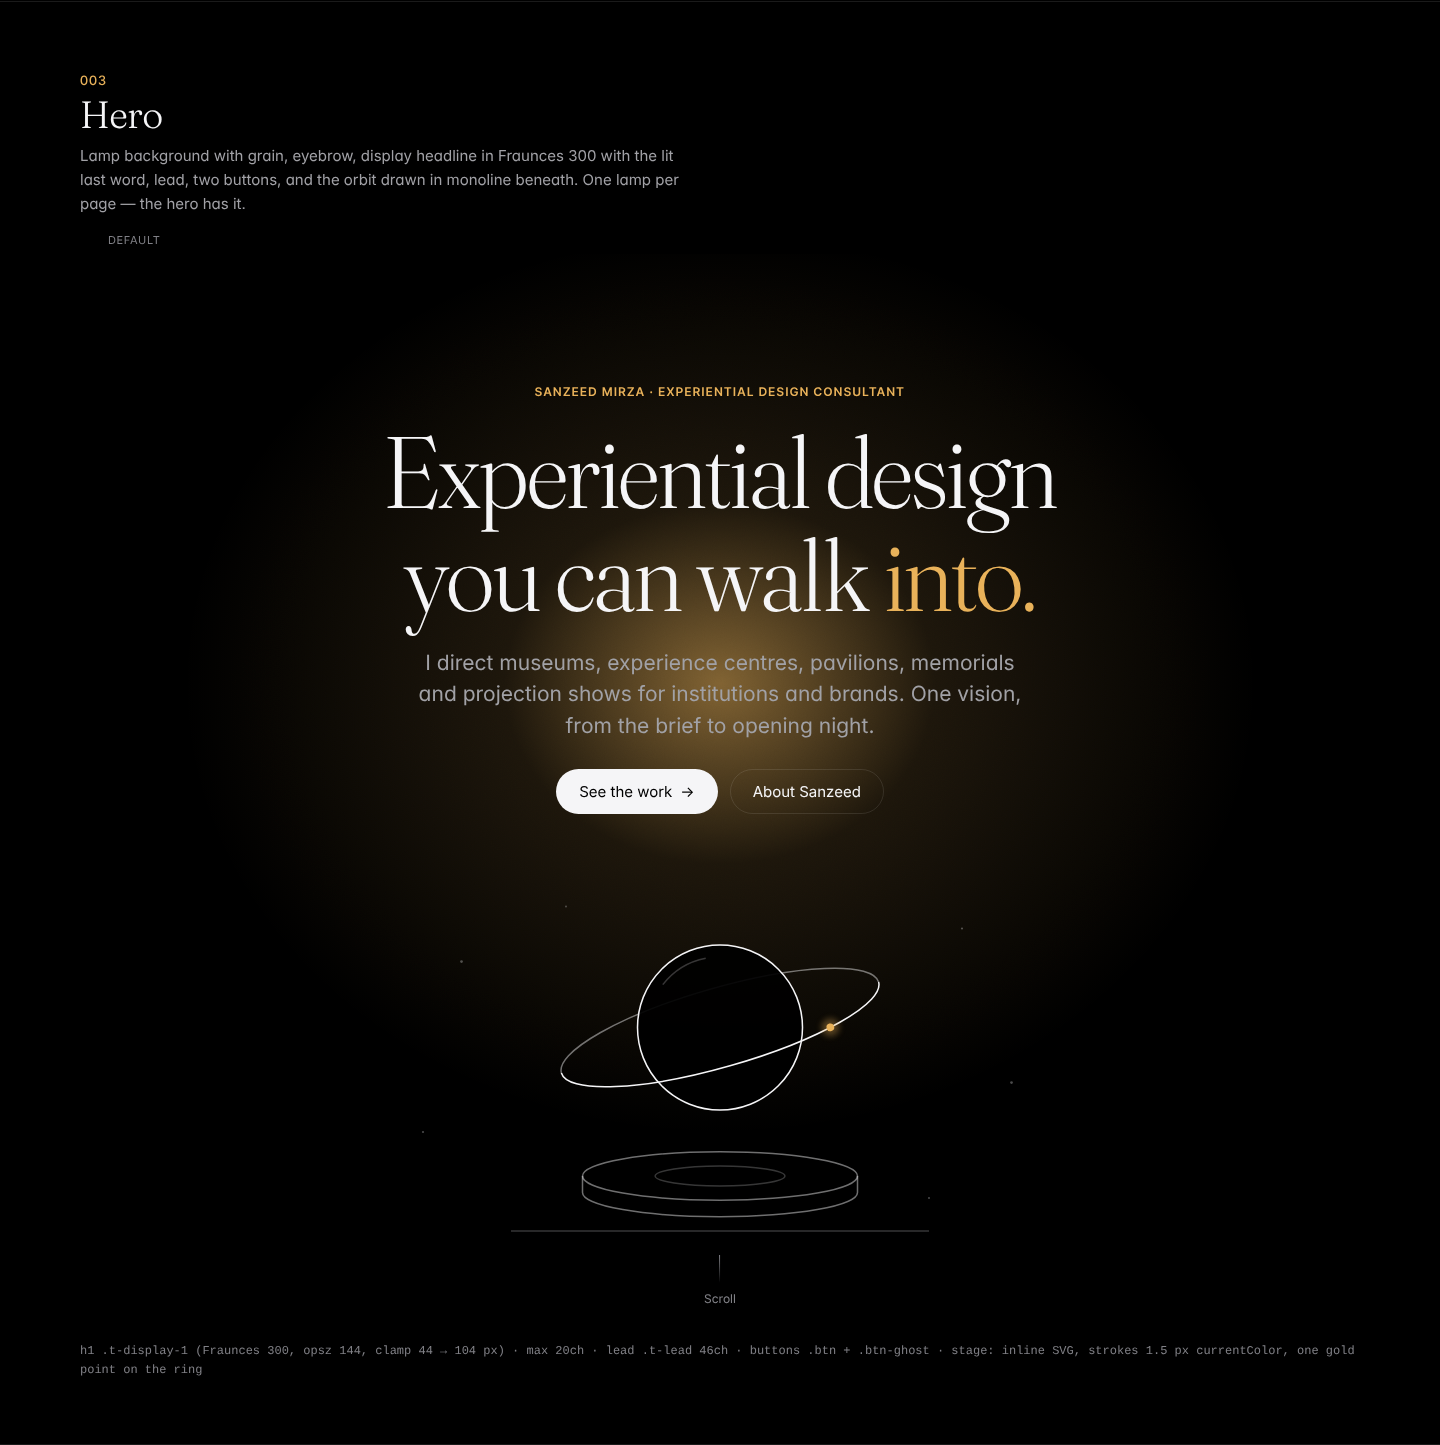 003
Hero
Lamp background with grain, eyebrow, display headline in Fraunces 300 with the lit
last word, lead, two buttons, and the orbit drawn in monoline beneath. One lamp per
page — the hero has it.
DEFAULT
SANZEED MIRZA · EXPERIENTIAL DESIGN CONSULTANT
Experiential design
you can walk into.
I direct museums, experience centres, pavilions, memorials
and projection shows for institutions and brands. One vision,
from the brief to opening night.
See the work →
About Sanzeed
Scroll
h1 .t-display-1 (Fraunces 300, opsz 144, clamp 44 → 104 px) · max 20ch · lead .t-lead 46ch · buttons .btn + .btn-ghost · stage: inline SVG, strokes 1.5 px currentColor, one gold
point on the ring